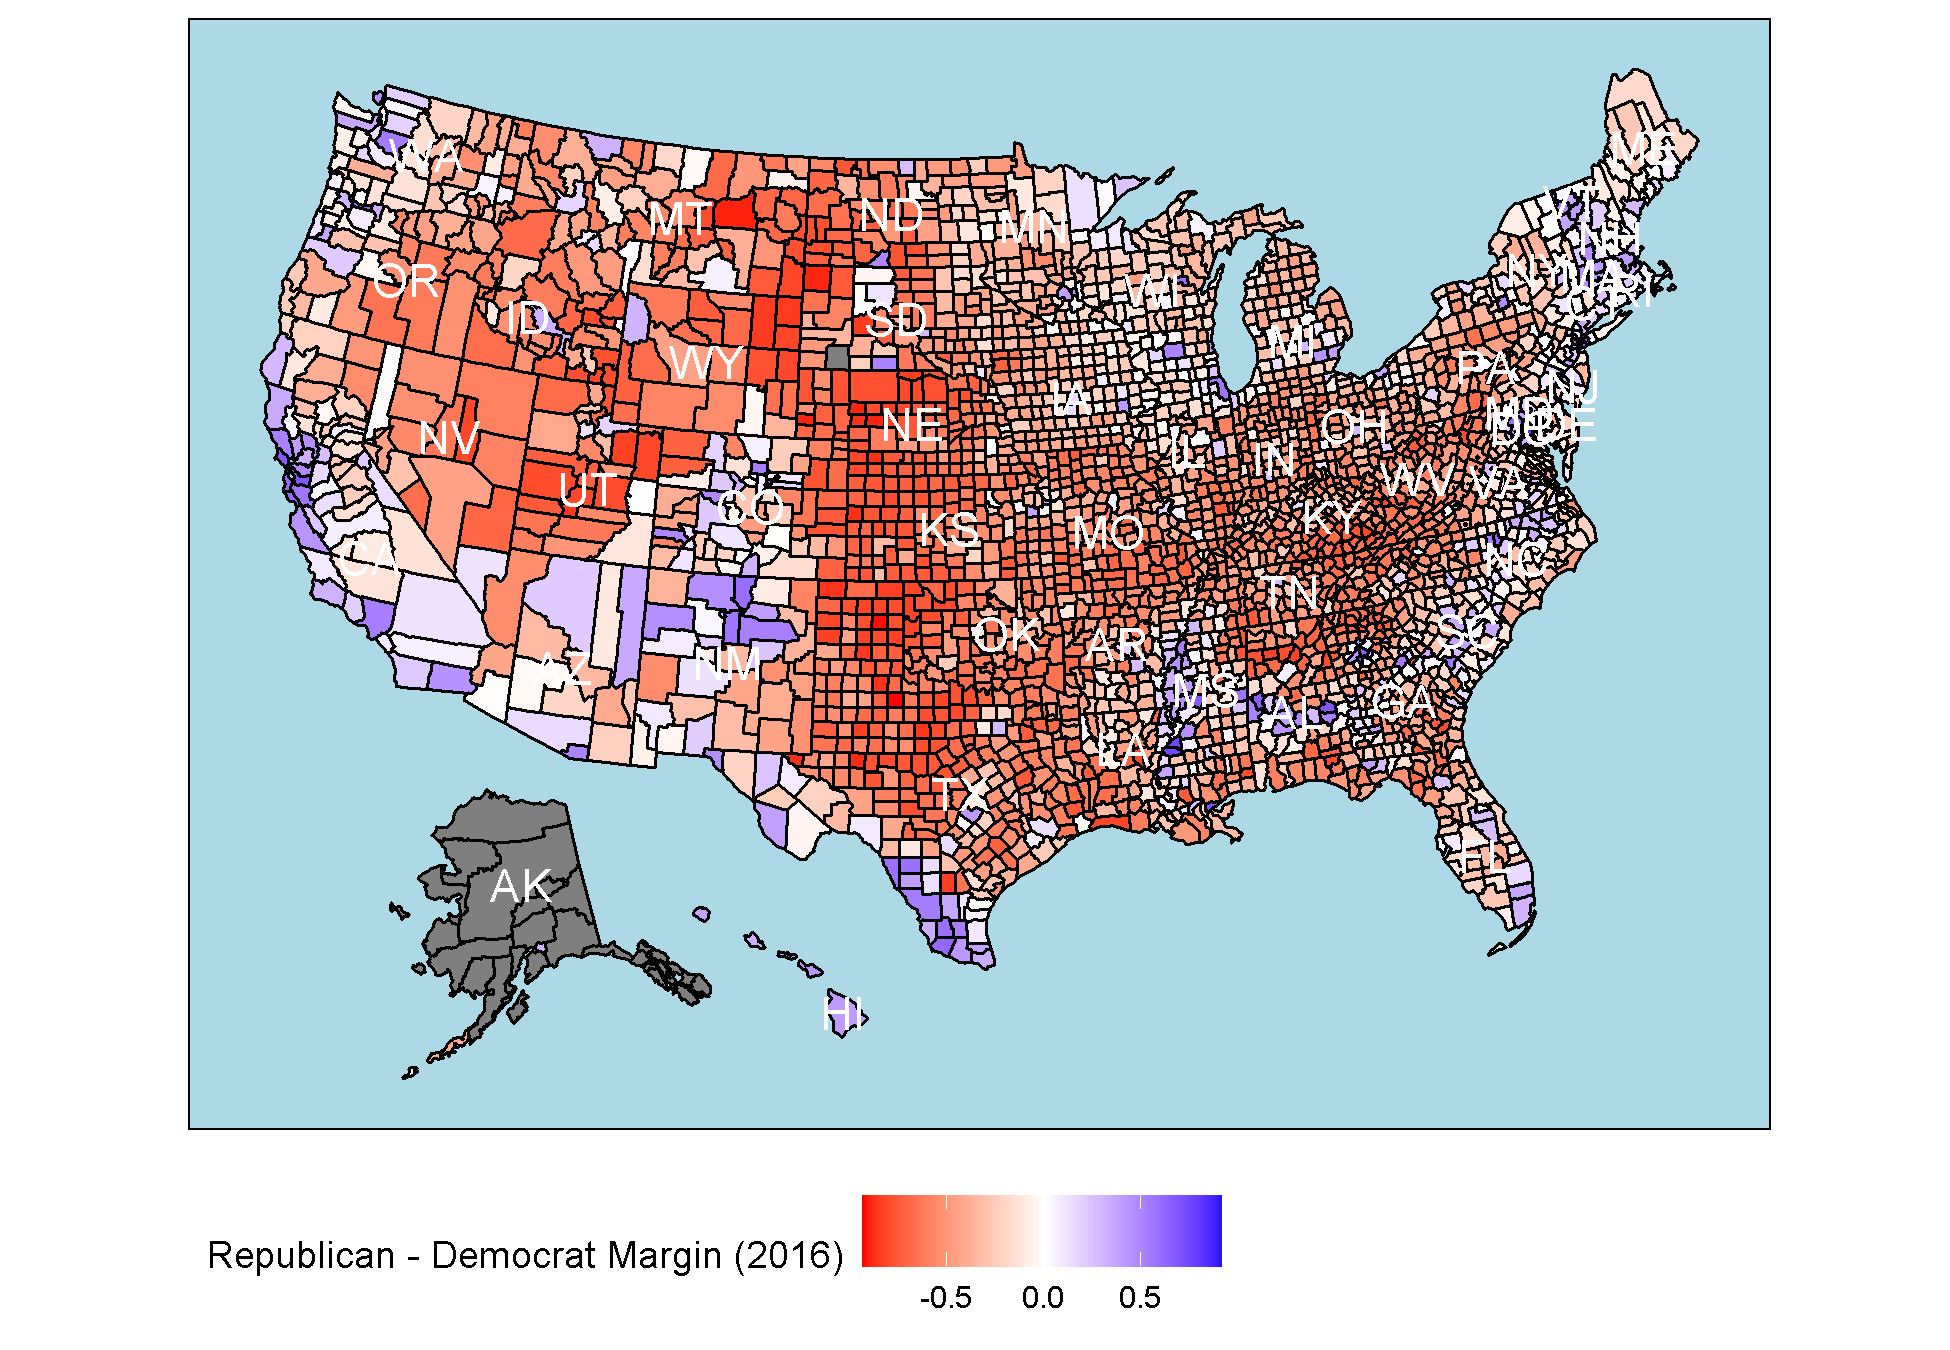 ME
WA
VT
MT
ND
MN
NH
OR
NY
MA
WI
RI
ID
SD
CT
MI
WY
PA
NJ
IA
NE
MD
OH
DC
DE
NV
IL
IN
UT
WV
VA
CO
KY
KS
MO
CA
NC
TN
OK
SC
AR
AZ
NM
MS
GA
AL
LA
TX
FL
AK
HI
Republican - Democrat Margin (2016)
-0.5 0.0 0.5